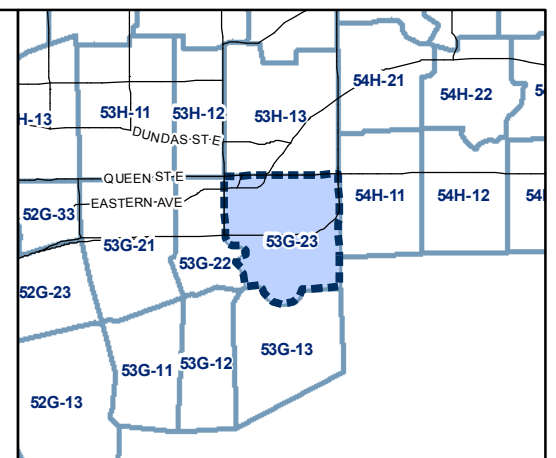 54H-21
54H-22
H-13
53H-11
53H-12
53H-13
DUNDAS ST E
QUEEN ST E
54H-11
54H-12
EASTERN AVE
52G-33
53G-21
53G-23
53G-22
52G-23
53G-13
53G-11
53G-12
52G-13